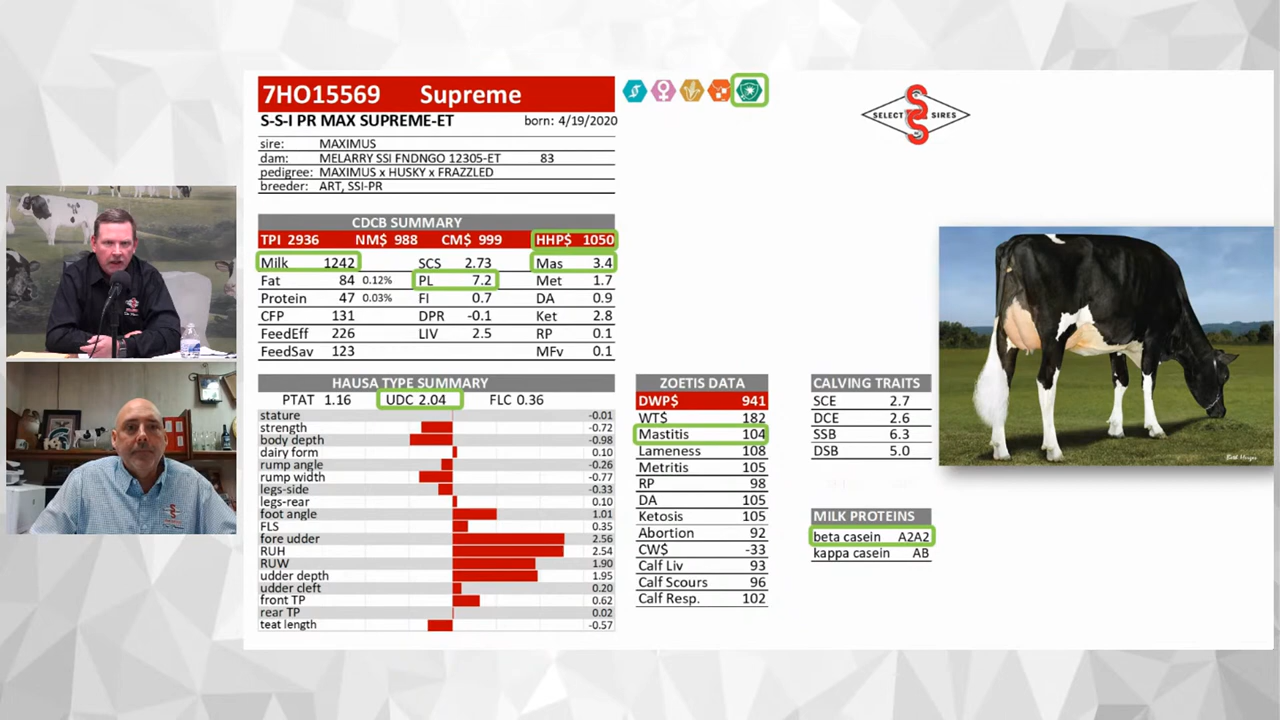 7HO15569 Supreme
S-S-I PR MAX SUPREME-ET born: 4/19/2020
sire: MAXIMUS
dam: MELARRY SSI FNDNGO 12305-ET 83
pedigree: MAXIMUS x HUSKY x FRAZZLED
breeder: ART, SSI-PR
SELECT SIRES
CDCB SUMMARY
TPI 2936 NM$ 988 CM$ 999 HHP$ 1050
Milk 1242 SCS 2.73 Mas 3.4
Fat 84 0.12% PL 7.2 Met 1.7
Protein 47 0.03% FI 0.7 DA 0.9
CFP 131 DPR -0.1 Ket 2.8
FeedEff 226 LIV 2.5 RP 0.1
FeedSav 123 MFv 0.1
HAUSA TYPE SUMMARY
PTAT 1.16 UDC 2.04 FLC 0.36
stature -0.01
strength -0.72
body depth -0.98
dairy form 0.10
rump angle -0.26
rump width -0.77
legs-side -0.33
legs-rear 0.10
foot angle 1.01
FLS 0.35
fore udder 2.56
RUH 2.54
RUW 1.90
udder depth 1.95
udder cleft 0.20
front TP 0.62
rear TP 0.02
teat length -0.57
ZOETIS DATA
DWP$ 941
WT$ 182
Mastitis 104
Lameness 108
Metritis 105
RP 98
DA 105
Ketosis 105
Abortion 92
CW$ -33
Calf Liv 93
Calf Scours 96
Calf Resp. 102
CALVING TRAITS
SCE 2.7
DCE 2.6
SSB 6.3
DSB 5.0
MILK PROTEINS
beta casein A2A2
kappa casein AB